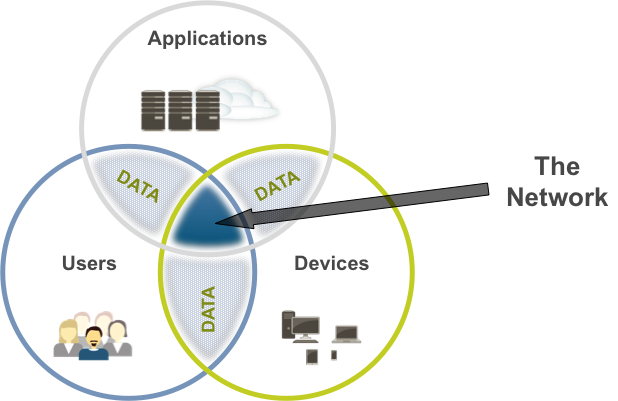 Applications
DATA
DATA
The
Network
Users
Devices
DATA